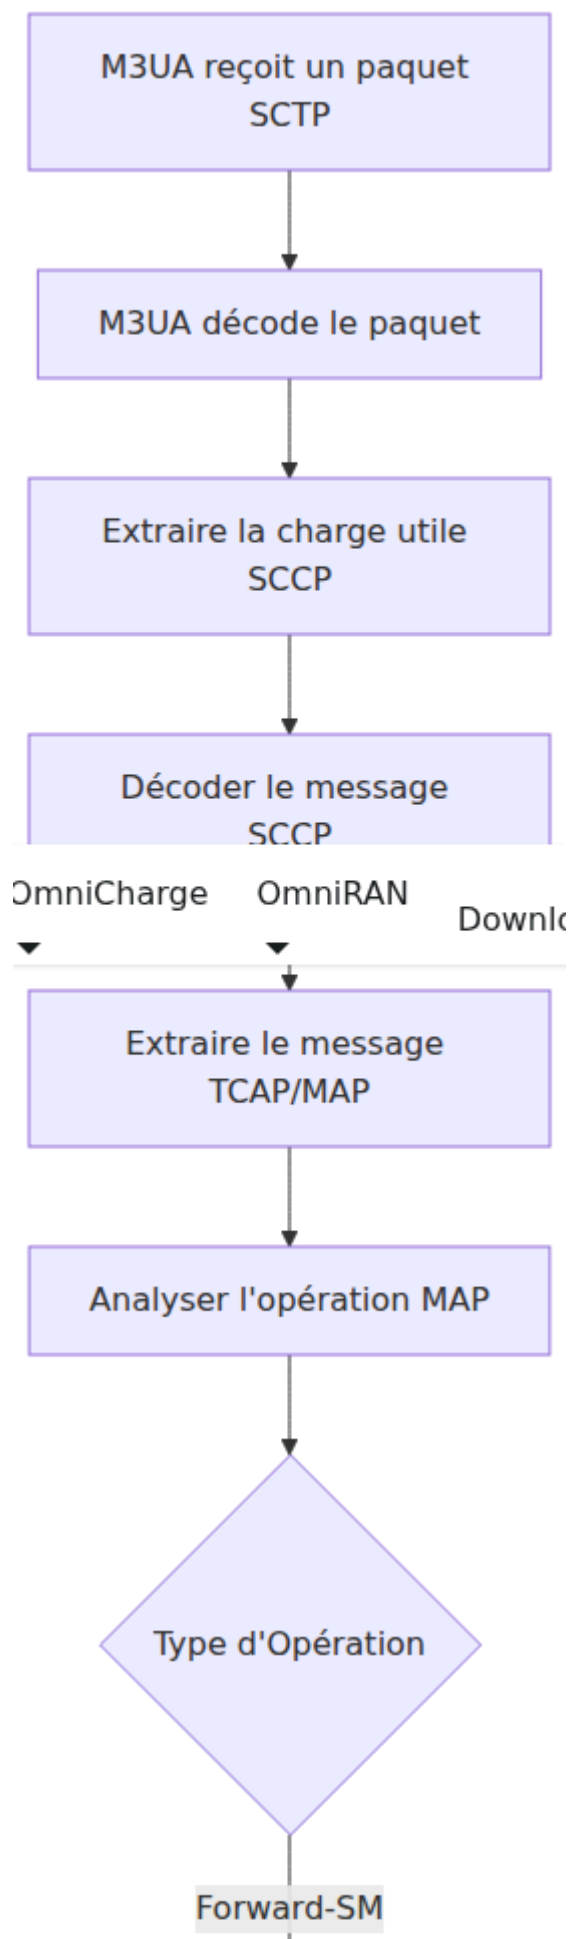 M3UA reçoit un paquet
SCTP
M3UA décode le paquet
Extraire la charge utile
SCCP
Décoder le message
SCCP
OmniCharge
OmniRAN
Downlo
Extraire le message
TCAP/MAP
Analyser l'opération MAP
Type d'Opération
Forward-SM